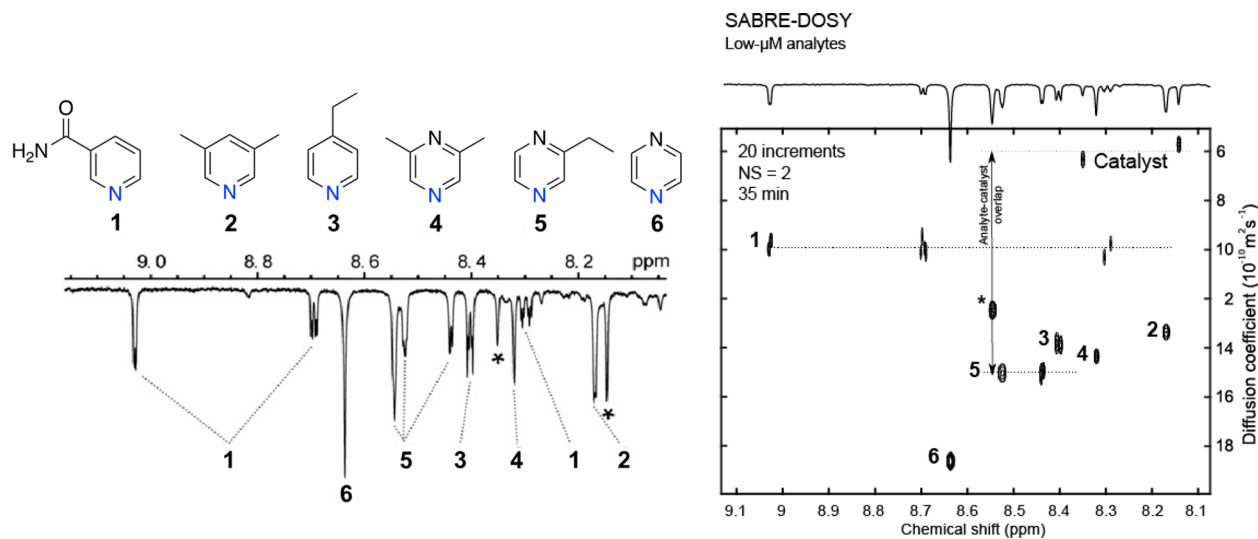 O
H₂N
N
N
N
N
N
N
N
N
N
1 2 3 4 5 6
9.0 8.8 8.6 8.4 8.2 ppm
*
*
1 5 3 4 1 2
6
SABRE-DOSY
Low-µM analytes
20 increments
NS = 2
35 min
Analyte-catalyst
overlap
Catalyst
1
*
3
4
2
5
6
6
8
10
2
14
16
18
Diffusion coefficient (10⁻¹⁰ m² s⁻¹)
9.1 9 8.9 8.8 8.7 8.6 8.5 8.4 8.3 8.2 8.1
Chemical shift (ppm)